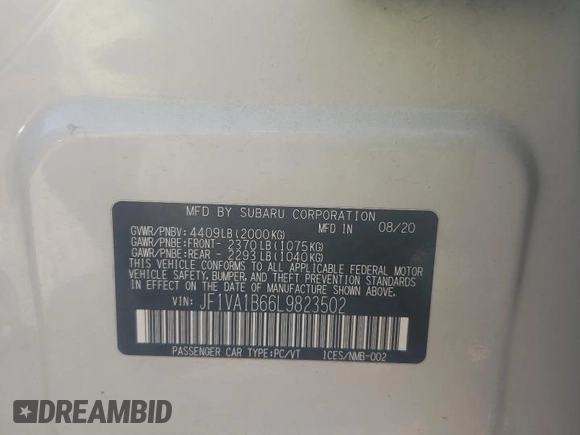 MFD BY SUBARU CORPORATION
MFD IN 08/20
GVWR/PNBV: 4409LB(2000KG)
GAWR/PNBE:FRONT- 2370LB(1075KG)
GAWR/PNBE:REAR - 2293LB(1040KG)
THIS VEHICLE CONFORMS TO ALL APPLICABLE FEDERAL MOTOR
VEHICLE SAFETY, BUMPER, AND THEFT PREVENTION STANDARDS
IN EFFECT ON THE DATE OF MANUFACTURE SHOWN ABOVE.
VIN: JF1VA1B66L9823502
PASSENGER CAR TYPE:PC/VT ICES/NMB-002
DREAMBID